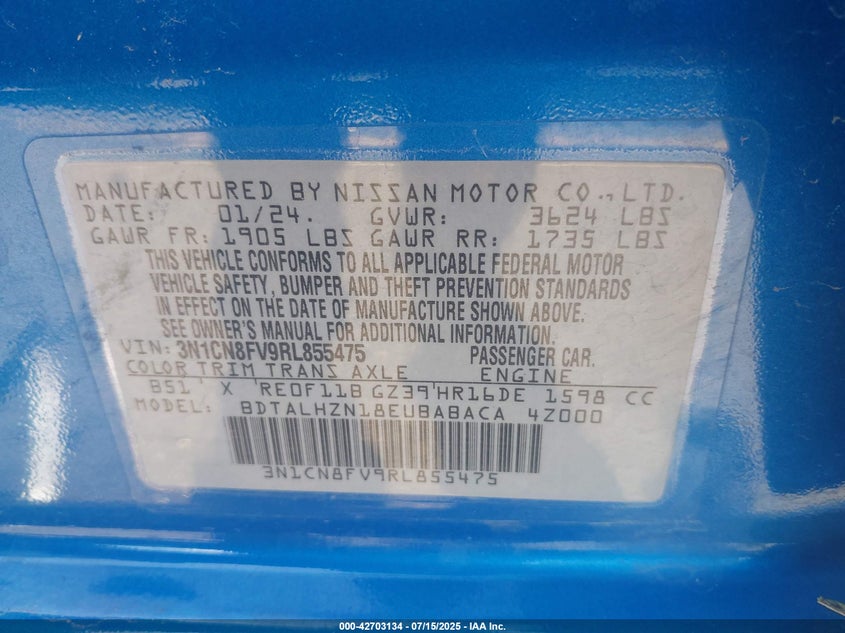 MANUFACTURED BY NISSAN MOTOR CO., LTD.
DATE: 01/24. GVWR: 3624 LBS
GAWR FR: 1905 LBS GAWR RR: 1735 LBS
THIS VEHICLE CONFORMS TO ALL APPLICABLE FEDERAL MOTOR
VEHICLE SAFETY, BUMPER AND THEFT PREVENTION STANDARDS
IN EFFECT ON THE DATE OF MANUFACTURE SHOWN ABOVE.
SEE OWNER'S MANUAL FOR ADDITIONAL INFORMATION.
VIN: 3N1CN8FV9RL855475 PASSENGER CAR.
COLOR TRIM TRANS AXLE ENGINE
B51 X RE0F11B GZ39 HR16DE 1598 CC
MODEL: BDTALHZN18EUBABACA 4Z000
3N1CN8FV9RL855475
000-42703134 - 07/15/2025 - IAA Inc.